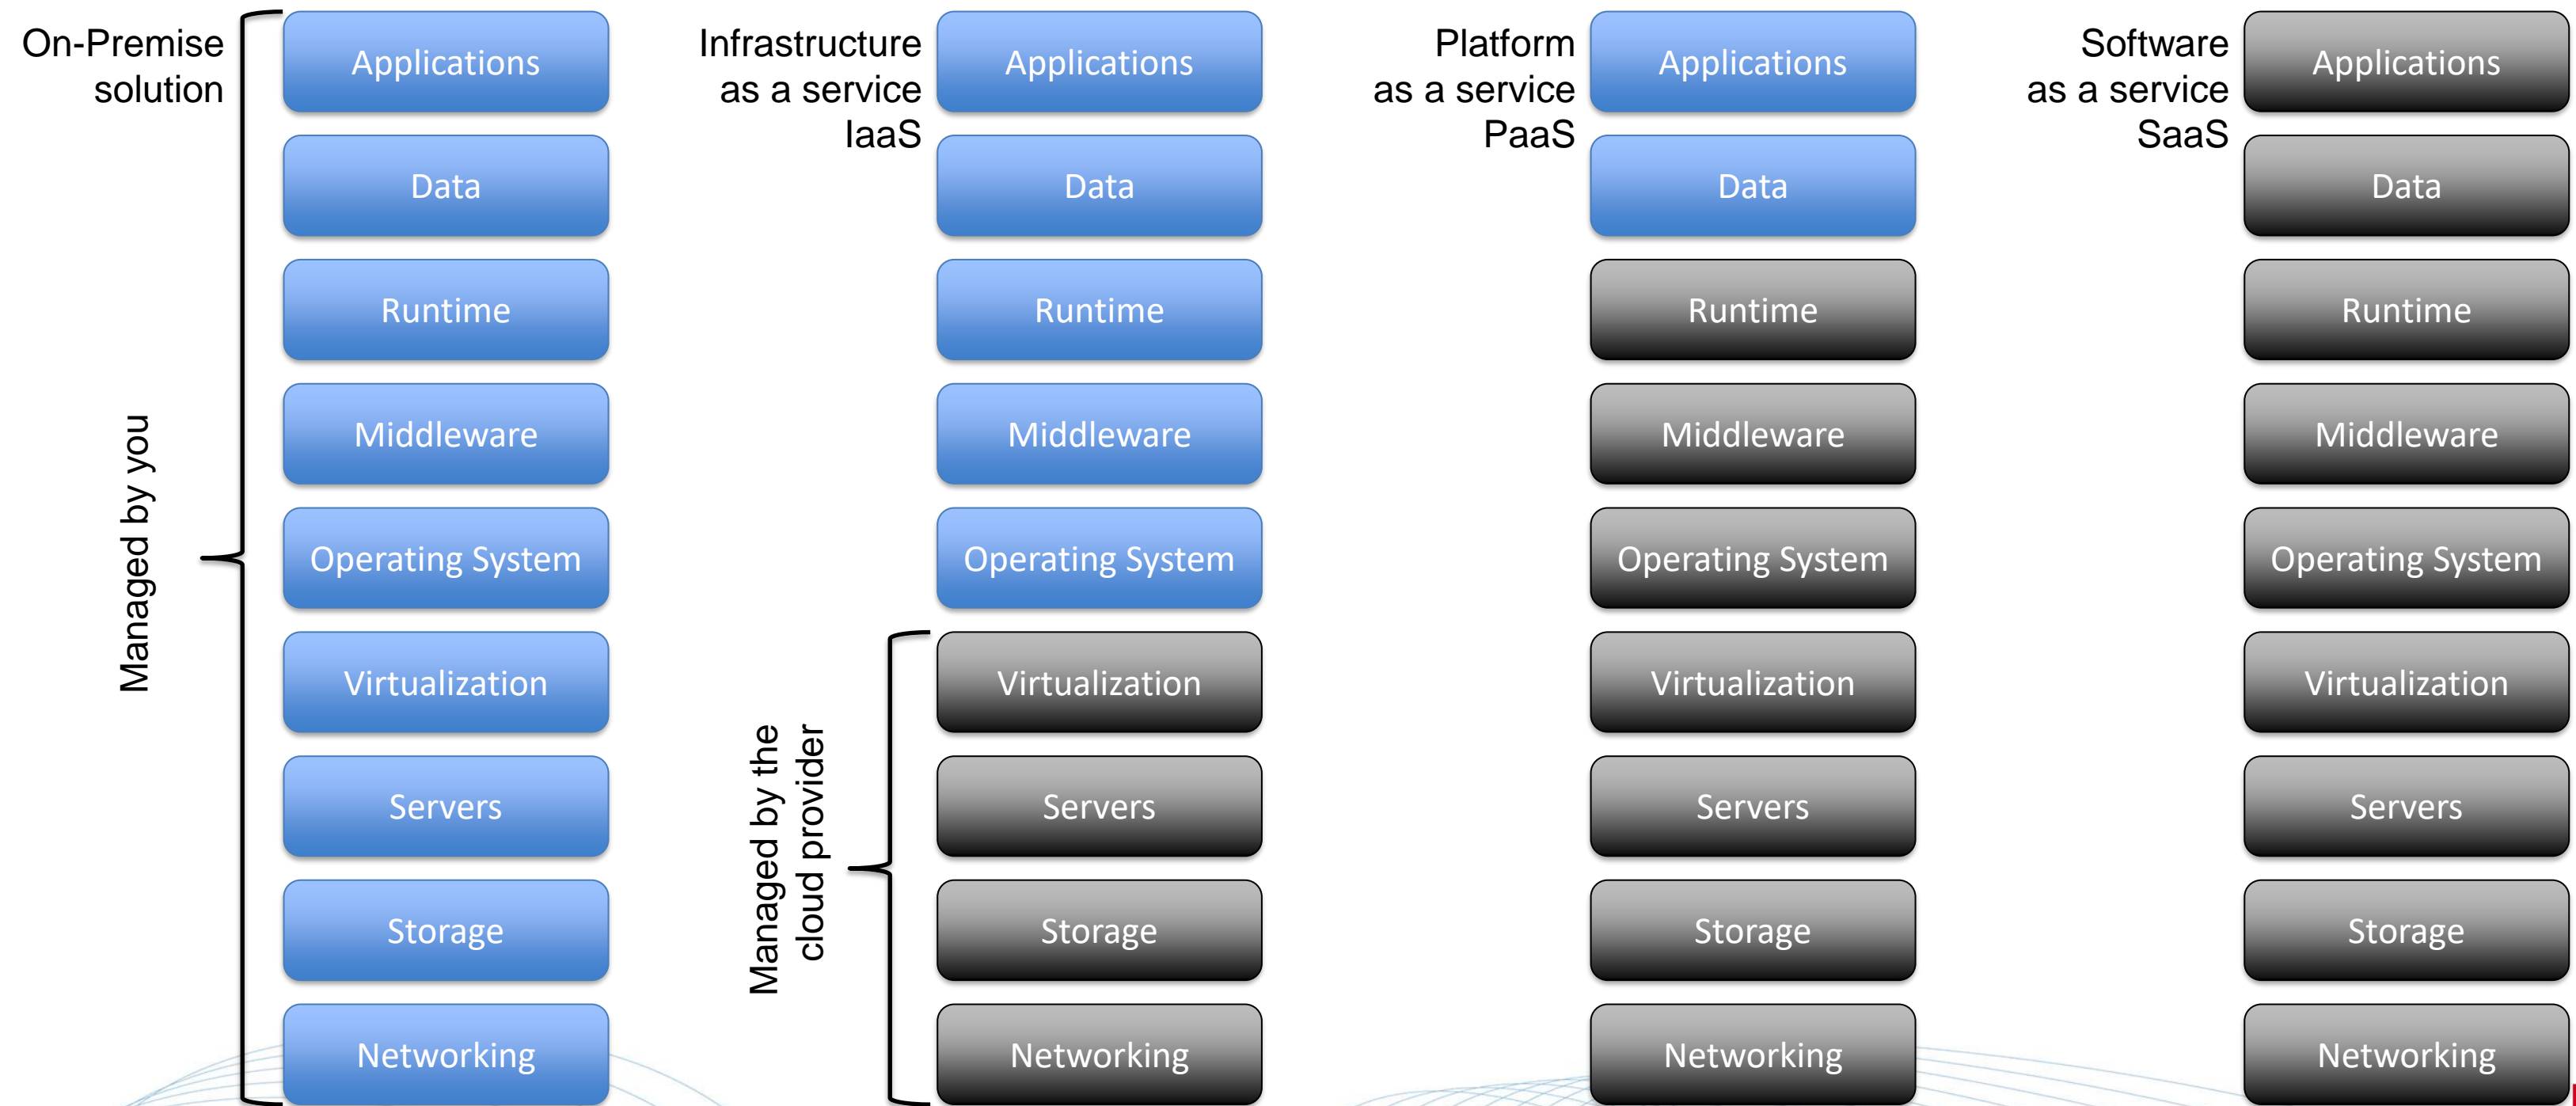 On-Premise
solution
Managed by you
Applications
Data
Runtime
Middleware
Operating System
Virtualization
Servers
Storage
Networking
Infrastructure
as a service
IaaS
Managed by the
cloud provider
Applications
Data
Runtime
Middleware
Operating System
Virtualization
Servers
Storage
Networking
Platform
as a service
PaaS
Applications
Data
Runtime
Middleware
Operating System
Virtualization
Servers
Storage
Networking
Software
as a service
SaaS
Applications
Data
Runtime
Middleware
Operating System
Virtualization
Servers
Storage
Networking